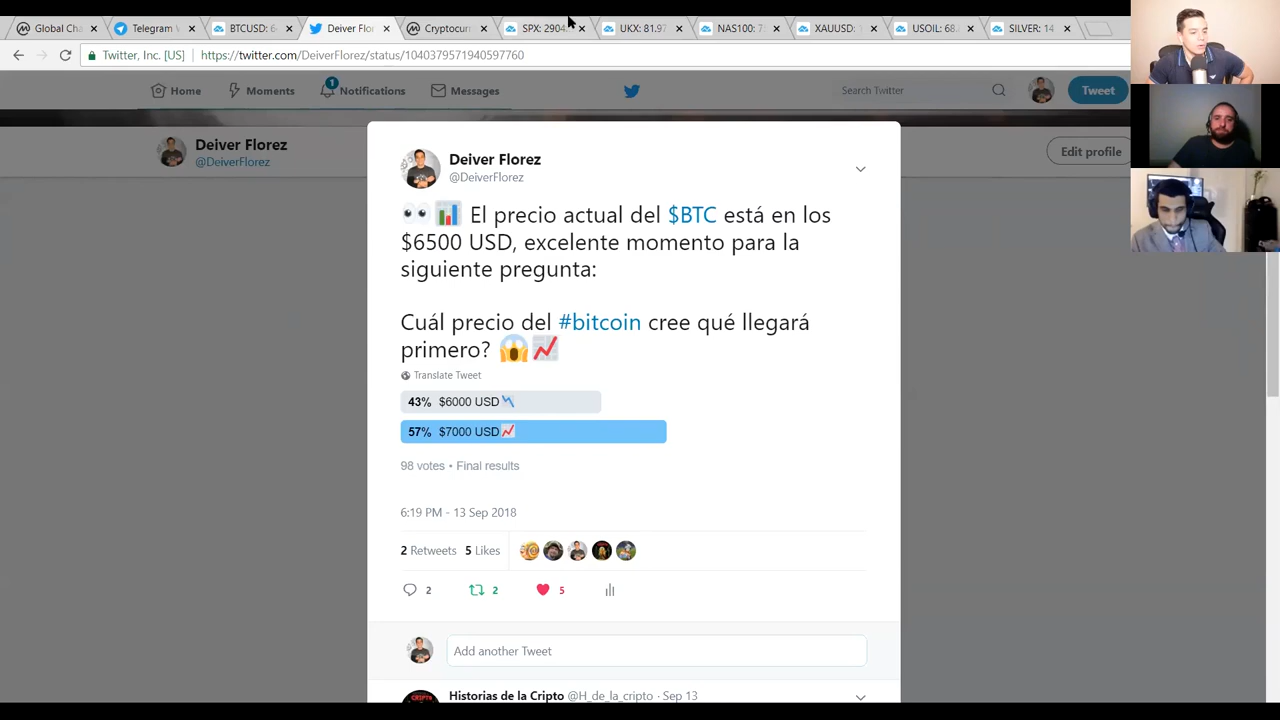 Global Cha
Telegram W
BTCUSD: 6
Deiver Flore
Cryptocurre
SPX: 2904
UKX: 81.97
NAS100: 7
XAUUSD:
USOIL: 68.
SILVER: 14
Twitter, Inc. [US]
https://twitter.com/DeiverFlorez/status/1040379571940597760
Home
Moments
1
Notifications
Messages
Search Twitter
Tweet
Deiver Florez
@DeiverFlorez
Edit profile
Deiver Florez
@DeiverFlorez
👀📊 El precio actual del $BTC está en los
$6500 USD, excelente momento para la
siguiente pregunta:
Cuál precio del #bitcoin cree qué llegará
primero? 😱📈
Translate Tweet
43% $6000 USD📉
57% $7000 USD📈
98 votes • Final results
6:19 PM - 13 Sep 2018
2 Retweets 5 Likes
2 2 5
Add another Tweet
Historias de la Cripto @H_de_la_cripto · Sep 13